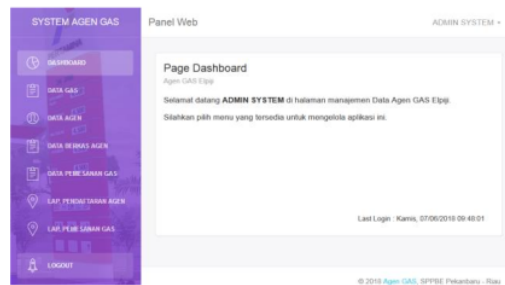 SYSTEM AGEN GAS
Panel Web
ADMIN SYSTEM
DASHBOARD
DATA GAS
DATA AGEN
DATA BERKAS AGEN
DATA PEMESANAN GAS
LAP. PENDAFTARAN AGEN
LAP. PEMESANAN GAS
LOGOUT
Page Dashboard
Agen GAS Elpiji
Selamat datang ADMIN SYSTEM di halaman manajemen Data Agen GAS Elpiji.
Silahkan pilih menu yang tersedia untuk mengelola aplikasi ini.
Last Login : Kamis, 07/06/2018 09:48:01
© 2018 Agen GAS, SPPBE Pekanbaru - Riau